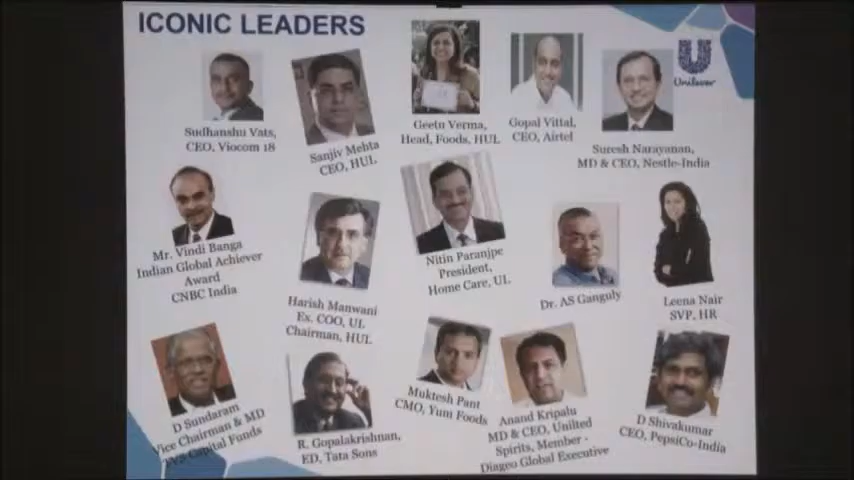 ICONIC LEADERS
Unilever
Sudhanshu Vats,
CEO, Viocom 18
Sanjiv Mehta
CEO, HUL
Geetu Verma,
Head, Foods, HUL
Gopal Vittal,
CEO, Airtel
Suresh Narayanan,
MD & CEO, Nestle-India
Mr. Vindi Banga
Indian Global Achiever
Award
CNBC India
Harish Manwani
Ex. COO, UL
Chairman, HUL
Nitin Paranjpe
President,
Home Care, UL
Dr. AS Ganguly
Leena Nair
SVP, HR
D Sundaram
Vice Chairman & MD
TVS Capital Funds
R. Gopalakrishnan,
ED, Tata Sons
Muktesh Pant
CMO, Yum Foods
Anand Kripalu
MD & CEO, Uniited
Spirits, Member -
Diageo Global Executive
D Shivakumar
CEO, PepsiCo-India